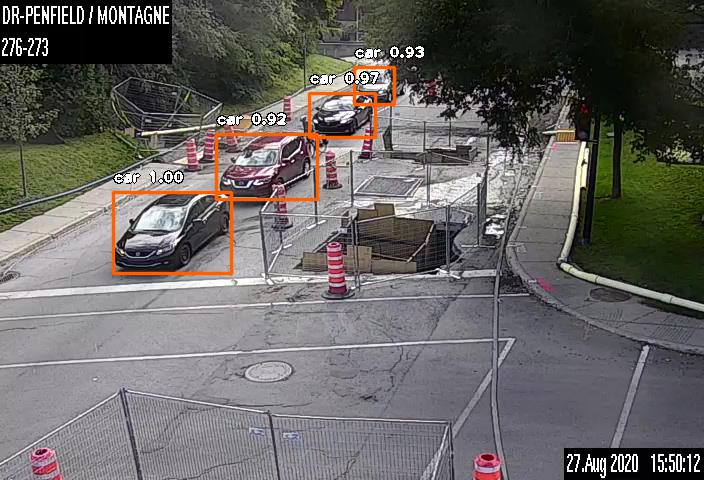 DR-PENFIELD / MONTAGNE
276-273
car 0.93
car 0.97
car 0.92
car 1.00
27.Aug 2020 15:50:12